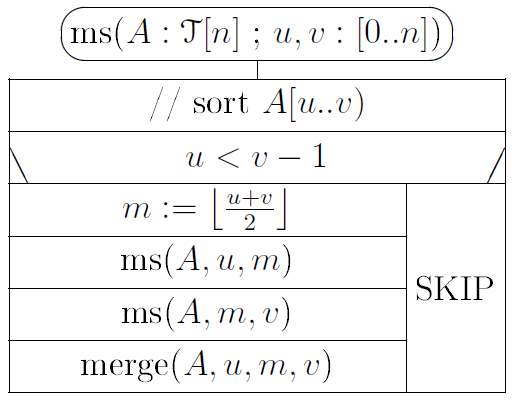 ms(A : 𝒯[n] ; u, v : [0..n])
// sort A[u..v)
u < v − 1
m := ⌊(u+v)/2⌋
ms(A, u, m)
SKIP
ms(A, m, v)
merge(A, u, m, v)